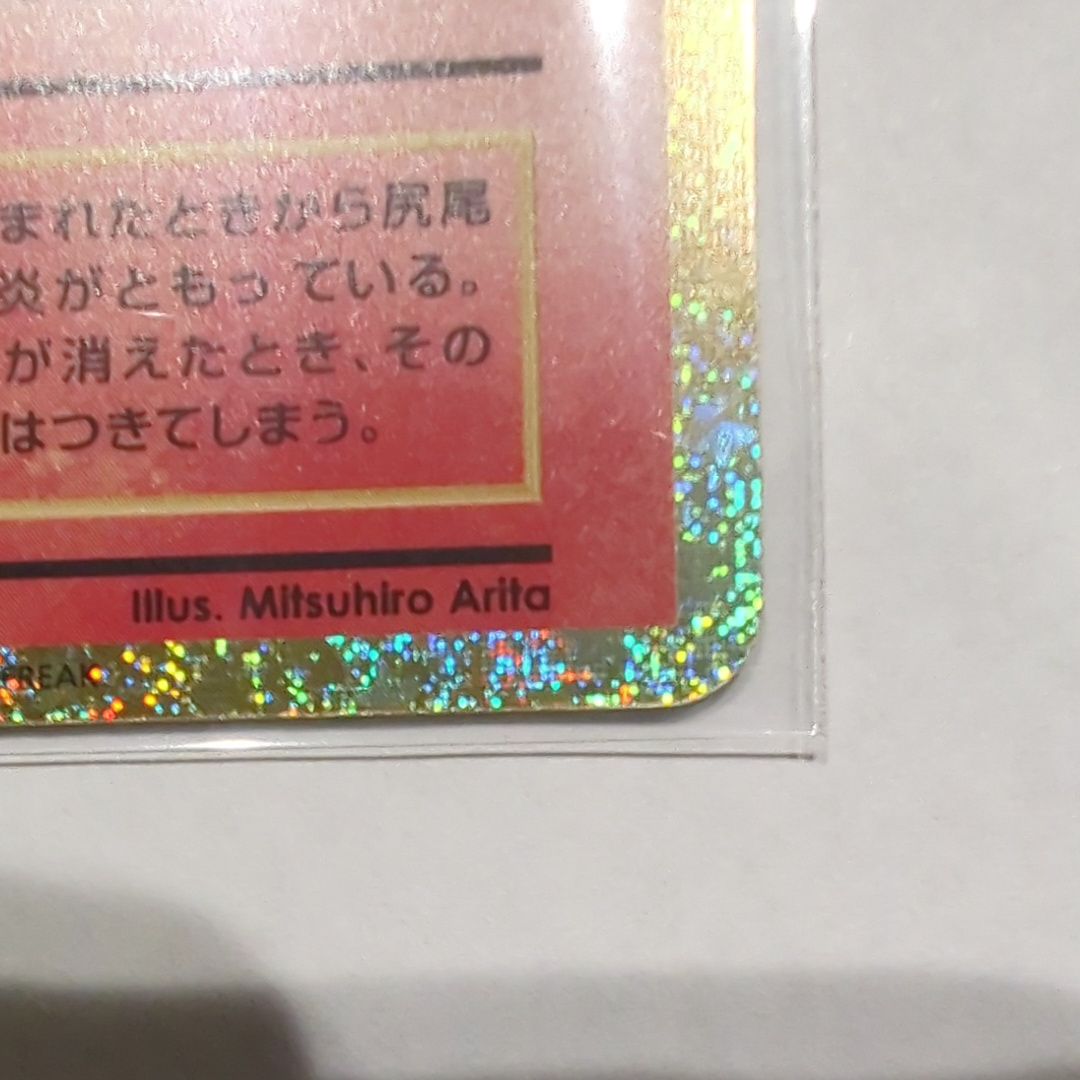 まれたときから尻尾
炎がともっている。
が消えたとき、その
はつきてしまう。
Illus. Mitsuhiro Arita
FREAK